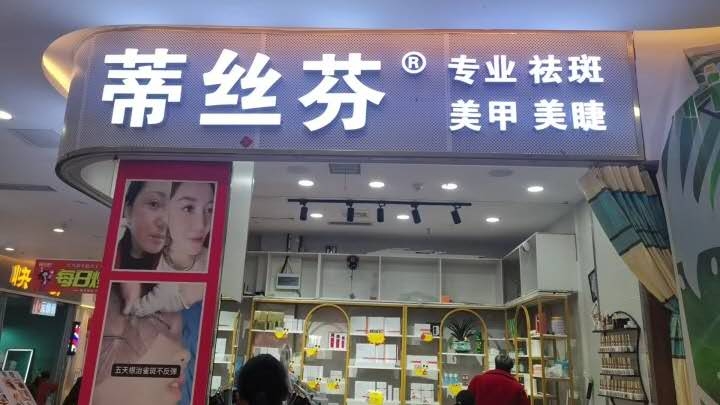 蒂丝芬®
专业 祛斑
美甲 美睫
五天根治雀斑不反弹
快
每日